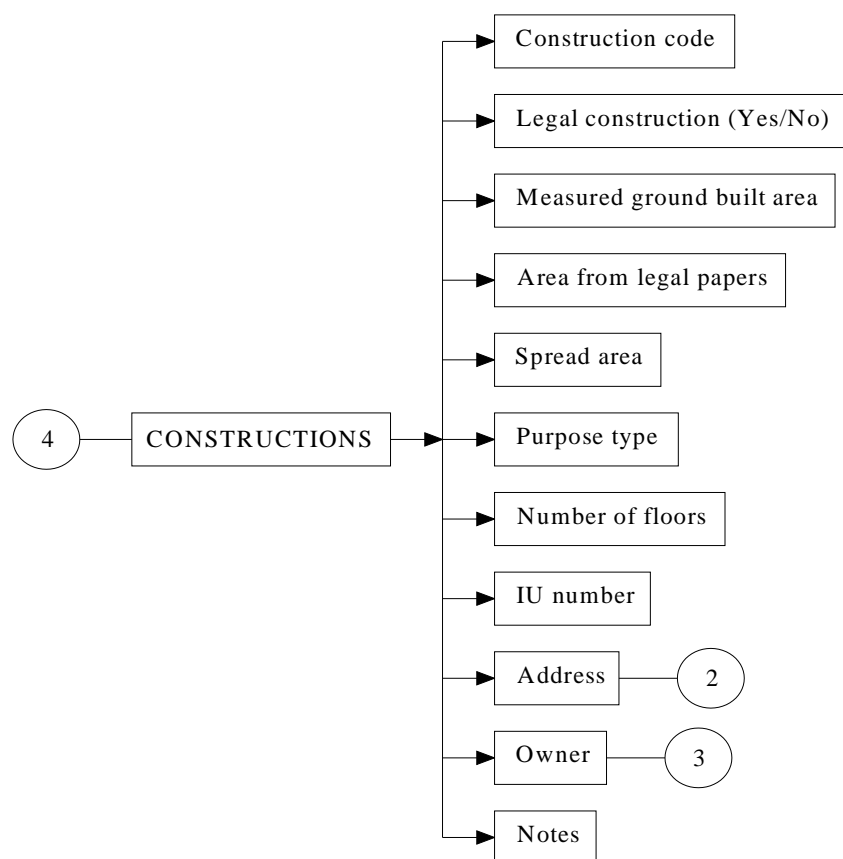 Construction code
Legal construction (Yes/No)
Measured ground built area
Area from legal papers
Spread area
4 CONSTRUCTIONS Purpose type
Number of floors
IU number
Address 2
Owner 3
Notes